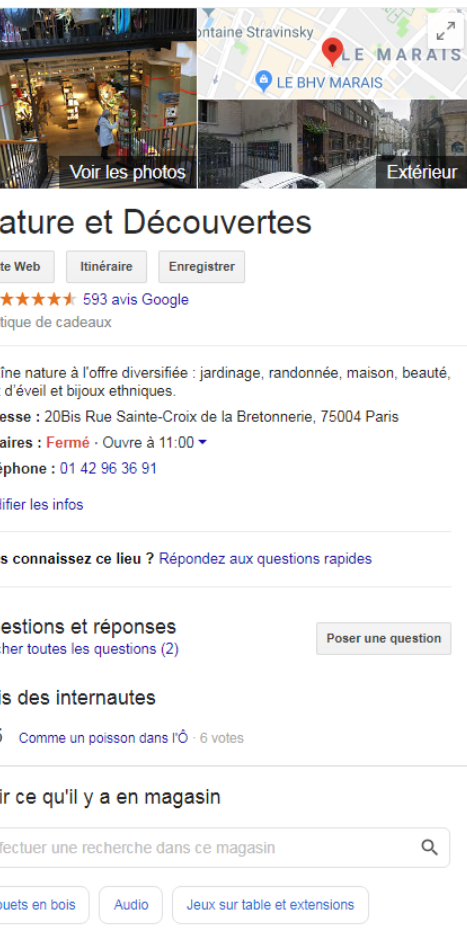 ontaine Stravinsky
LE MARAIS
LE BHV MARAIS
Voir les photos
Extérieur
ature et Découvertes
te Web
Itinéraire
Enregistrer
593 avis Google
tique de cadeaux
îne nature à l'offre diversifiée : jardinage, randonnée, maison, beauté,
d'éveil et bijoux ethniques.
esse : 20Bis Rue Sainte-Croix de la Bretonnerie, 75004 Paris
aires : Fermé · Ouvre à 11:00
éphone : 01 42 96 36 91
difier les infos
s connaissez ce lieu ? Répondez aux questions rapides
estions et réponses
cher toutes les questions (2)
Poser une question
is des internautes
5 Comme un poisson dans l'Ô · 6 votes
ir ce qu'il y a en magasin
fectuer une recherche dans ce magasin
ouets en bois
Audio
Jeux sur table et extensions